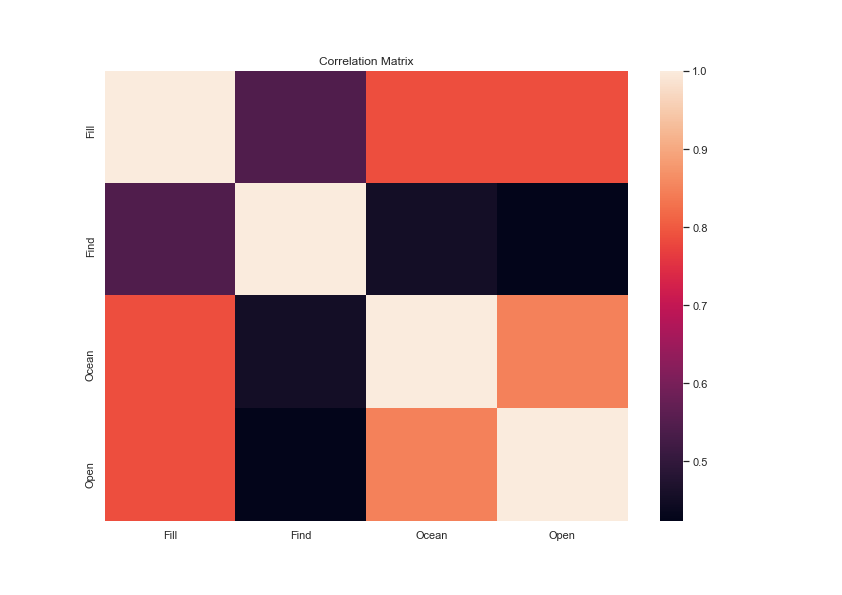 Correlation Matrix
Fill
Find
Ocean
Open
Fill Find Ocean Open
1.0
0.9
0.8
0.7
0.6
0.5